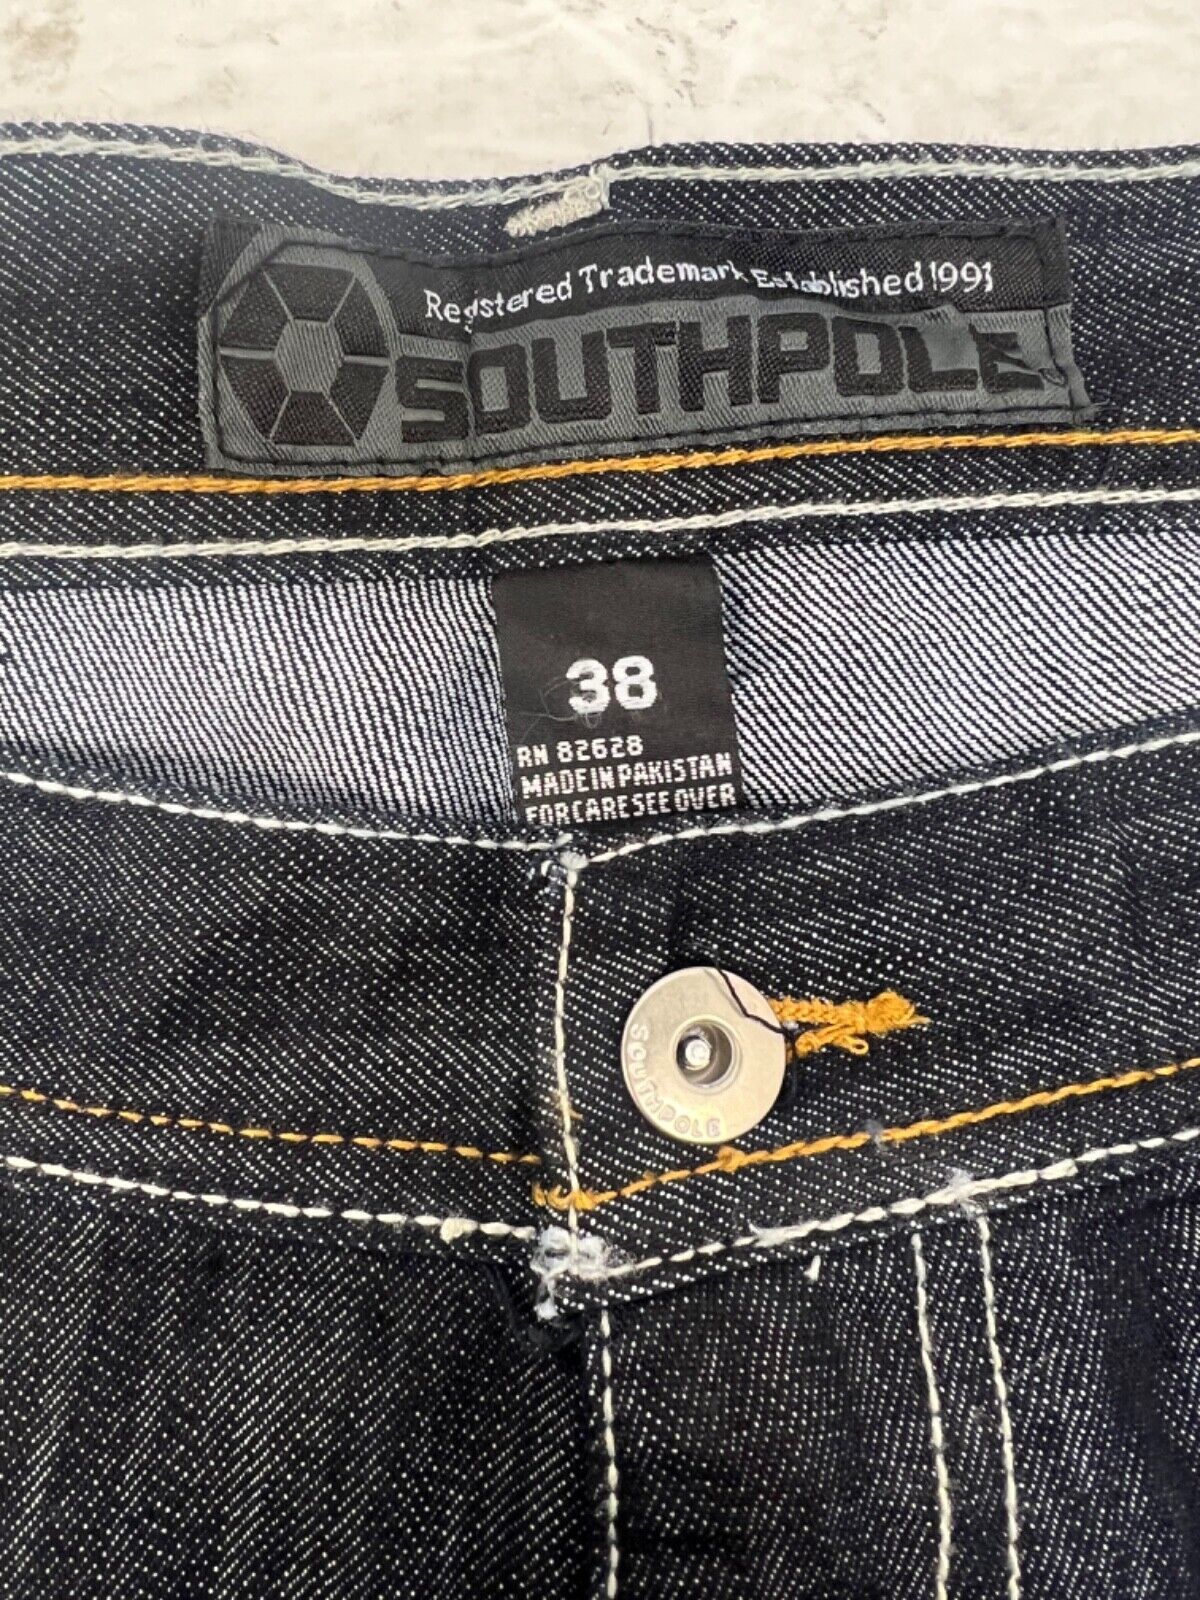 Registered Trademark Established 1991
SOUTHPOLE
38
RN 82628
MADE IN PAKISTAN
FOR CARE SEE OVER
SOUTHPOLE